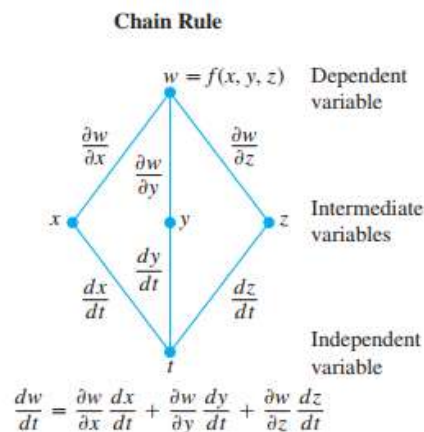 Chain Rule
w = f(x, y, z)
Dependent
variable
∂w/∂x
∂w/∂y
∂w/∂z
x
y
z
Intermediate
variables
dx/dt
dy/dt
dz/dt
t
Independent
variable
dw/dt = ∂w/∂x dx/dt + ∂w/∂y dy/dt + ∂w/∂z dz/dt